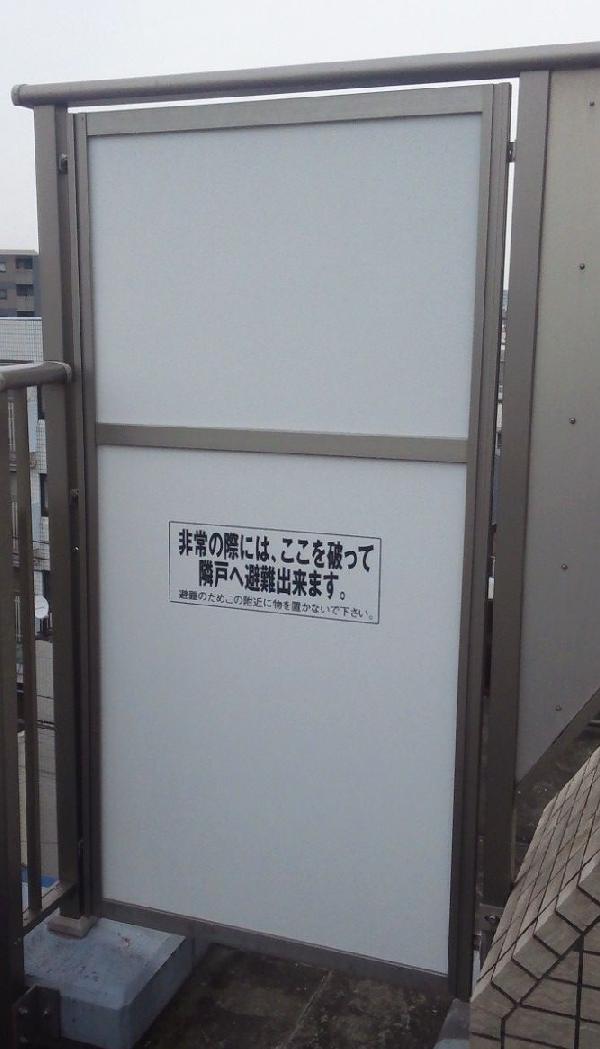 非常の際には、ここを破って
隣戸へ避難出来ます。
避難のためこの附近に物を置かないで下さい。